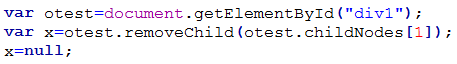 var otest=document.getElementById("div1");
var x=otest.removeChild(otest.childNodes[1]);
x=null;